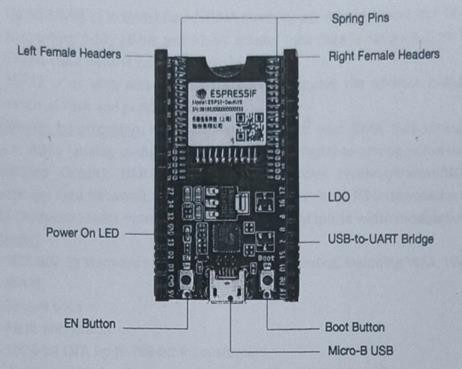 Spring Pins
Left Female Headers
Right Female Headers
ESPRESSIF
LDO
Power On LED
USB-to-UART Bridge
EN
Boot
EN Button
Boot Button
Micro-B USB